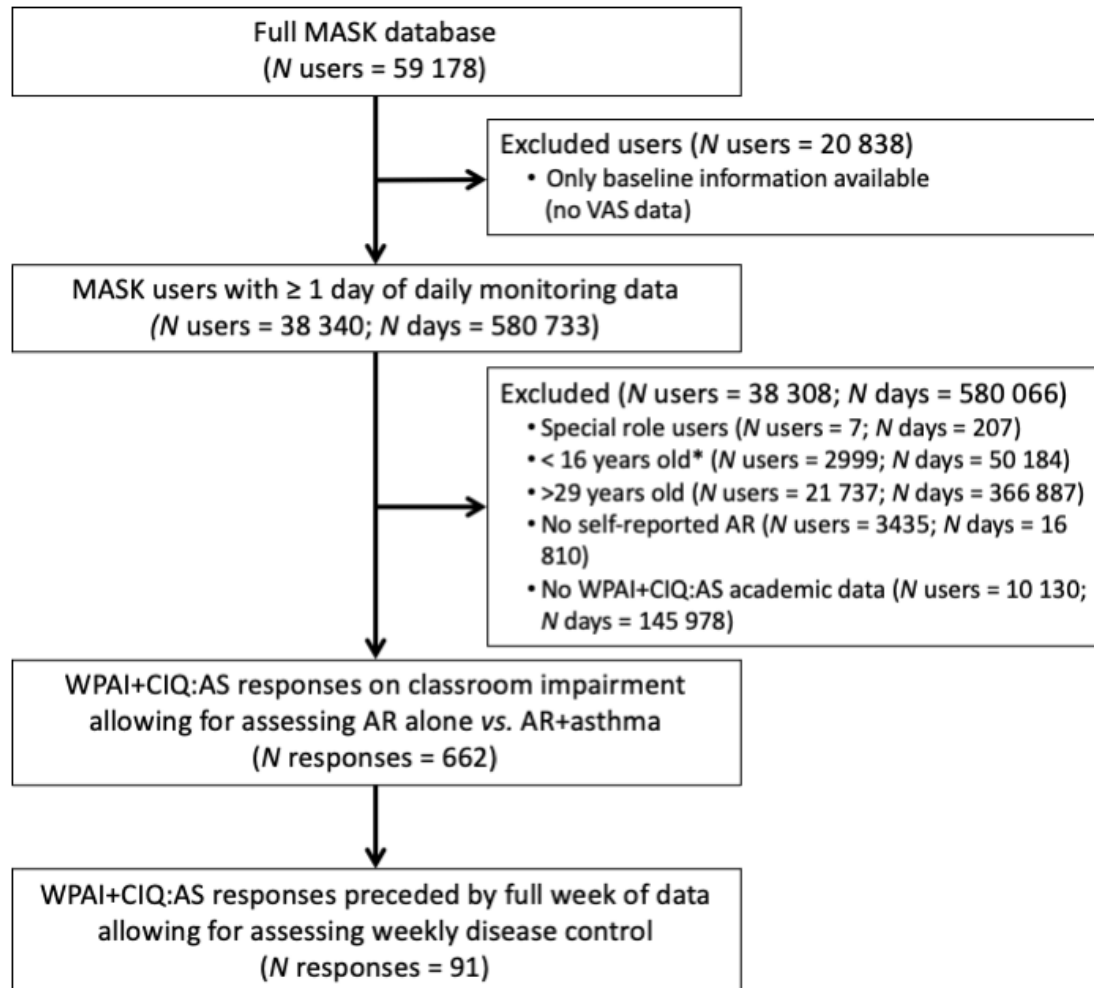 Full MASK database
(N users = 59 178)
Excluded users (N users = 20 838)
• Only baseline information available
(no VAS data)
MASK users with ≥ 1 day of daily monitoring data
(N users = 38 340; N days = 580 733)
Excluded (N users = 38 308; N days = 580 066)
• Special role users (N users = 7; N days = 207)
• < 16 years old* (N users = 2999; N days = 50 184)
• >29 years old (N users = 21 737; N days = 366 887)
• No self-reported AR (N users = 3435; N days = 16
810)
• No WPAI+CIQ:AS academic data (N users = 10 130;
N days = 145 978)
WPAI+CIQ:AS responses on classroom impairment
allowing for assessing AR alone vs. AR+asthma
(N responses = 662)
WPAI+CIQ:AS responses preceded by full week of data
allowing for assessing weekly disease control
(N responses = 91)